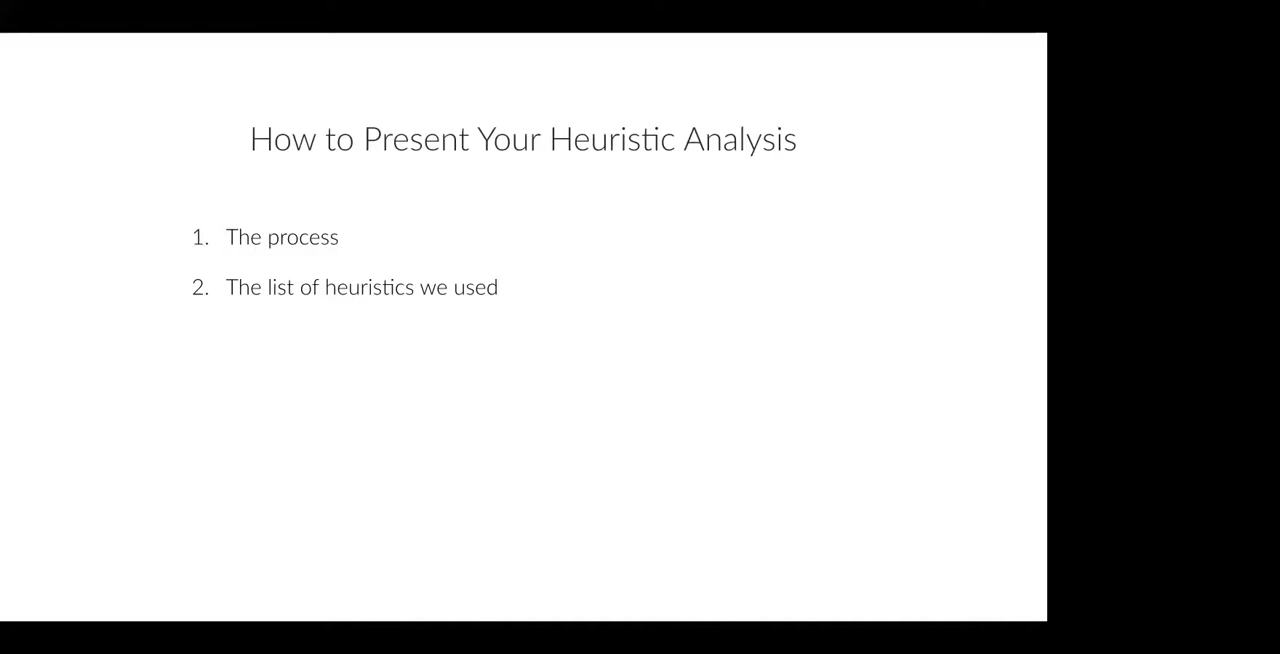 How to Present Your Heuristic Analysis
1. The process
2. The list of heuristics we used